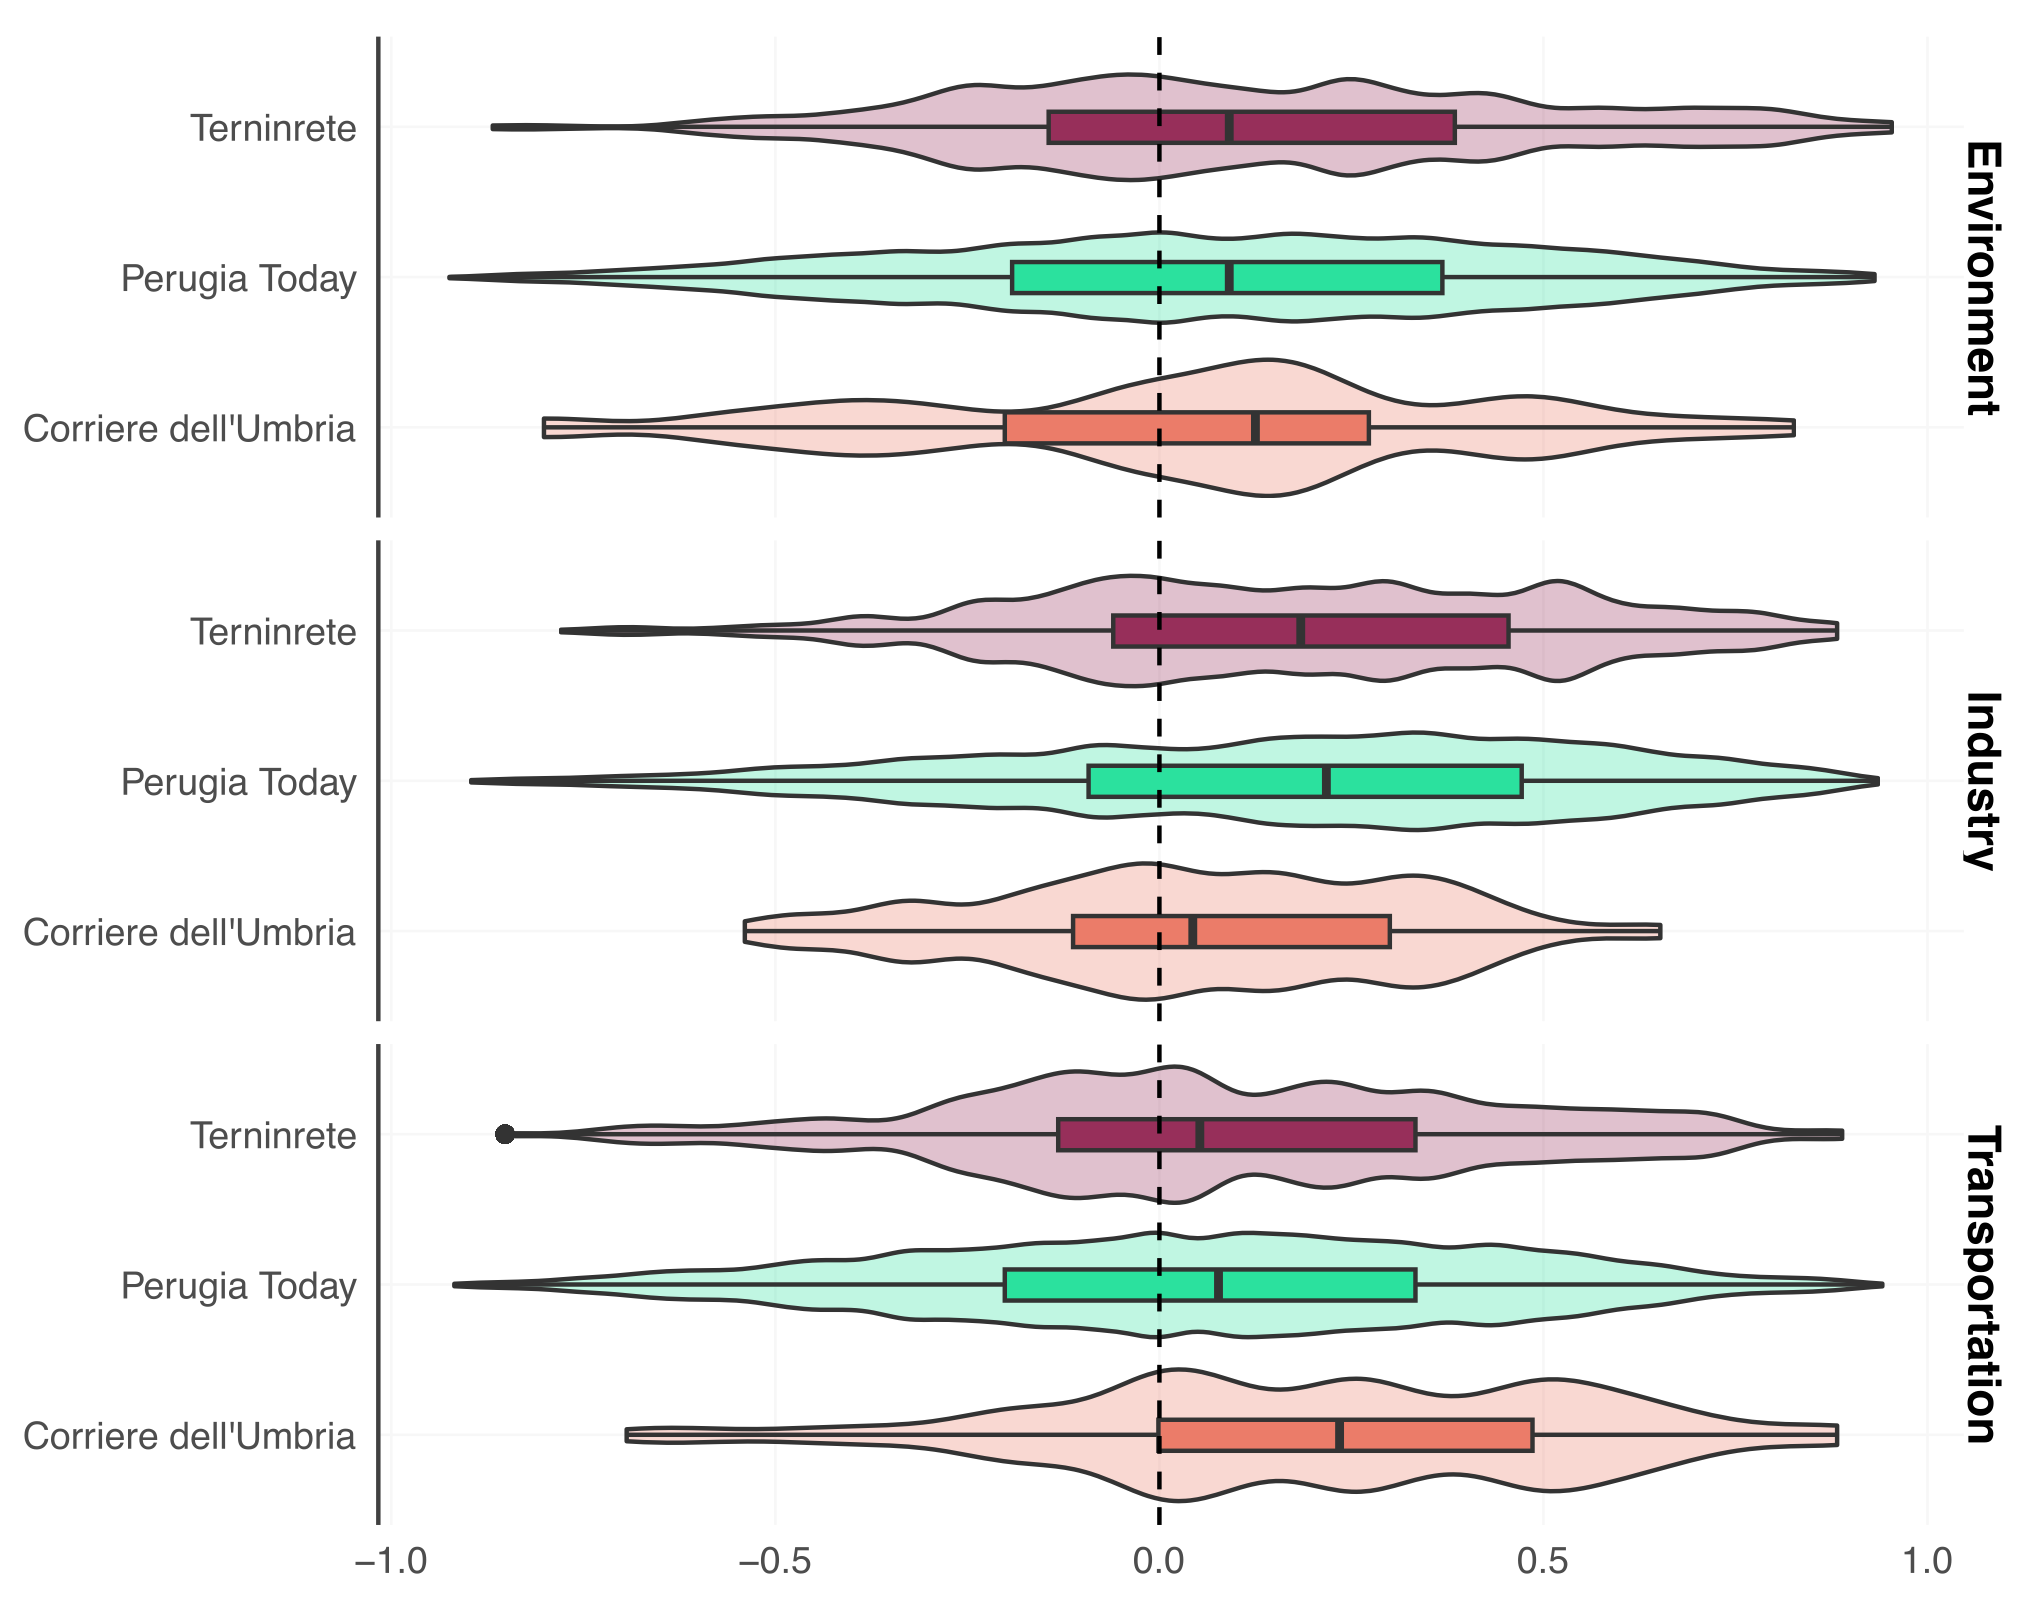 Terninrete
Perugia Today
Corriere dell'Umbria
Environment
Terninrete
Perugia Today
Corriere dell'Umbria
Industry
Terninrete
Perugia Today
Corriere dell'Umbria
Transportation
−1.0 −0.5 0.0 0.5 1.0